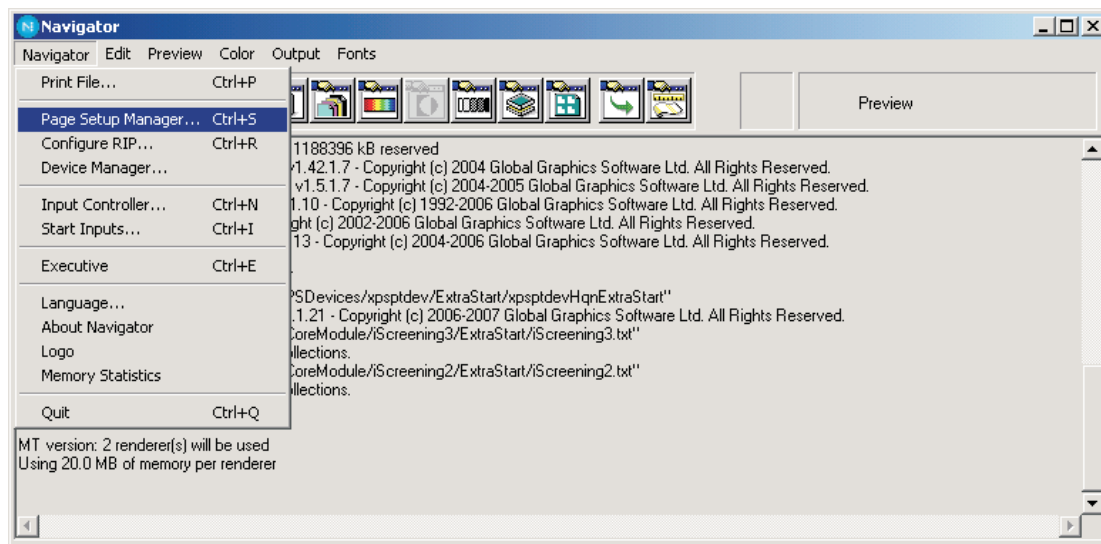 Navigator
Navigator Edit Preview Color Output Fonts
Print File... Ctrl+P
Page Setup Manager... Ctrl+S
Configure RIP... Ctrl+R
Device Manager...
Input Controller... Ctrl+N
Start Inputs... Ctrl+I
Executive Ctrl+E
Language...
About Navigator
Logo
Memory Statistics
Quit Ctrl+Q
Preview
1188396 kB reserved
v1.42.1.7 - Copyright (c) 2004 Global Graphics Software Ltd. All Rights Reserved.
v1.5.1.7 - Copyright (c) 2004-2005 Global Graphics Software Ltd. All Rights Reserved.
1.10 - Copyright (c) 1992-2006 Global Graphics Software Ltd. All Rights Reserved.
ght (c) 2002-2006 Global Graphics Software Ltd. All Rights Reserved.
13 - Copyright (c) 2004-2006 Global Graphics Software Ltd. All Rights Reserved.
PSDevices/xpsptdev/ExtraStart/xpsptdevHqnExtraStart"
.1.21 - Copyright (c) 2006-2007 Global Graphics Software Ltd. All Rights Reserved.
CoreModule/iScreening3/ExtraStart/iScreening3.txt"
llections.
CoreModule/iScreening2/ExtraStart/iScreening2.txt"
llections.
MT version: 2 renderer(s) will be used
Using 20.0 MB of memory per renderer